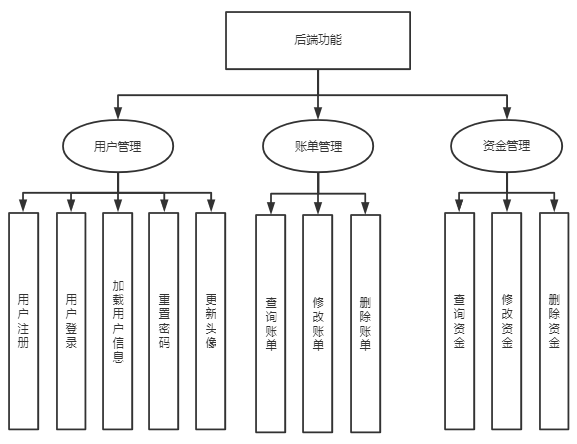 后端功能
用户管理
账单管理
资金管理
用户注册
用户登录
加载用户信息
重置密码
更新头像
查询账单
修改账单
删除账单
查询资金
修改资金
删除资金